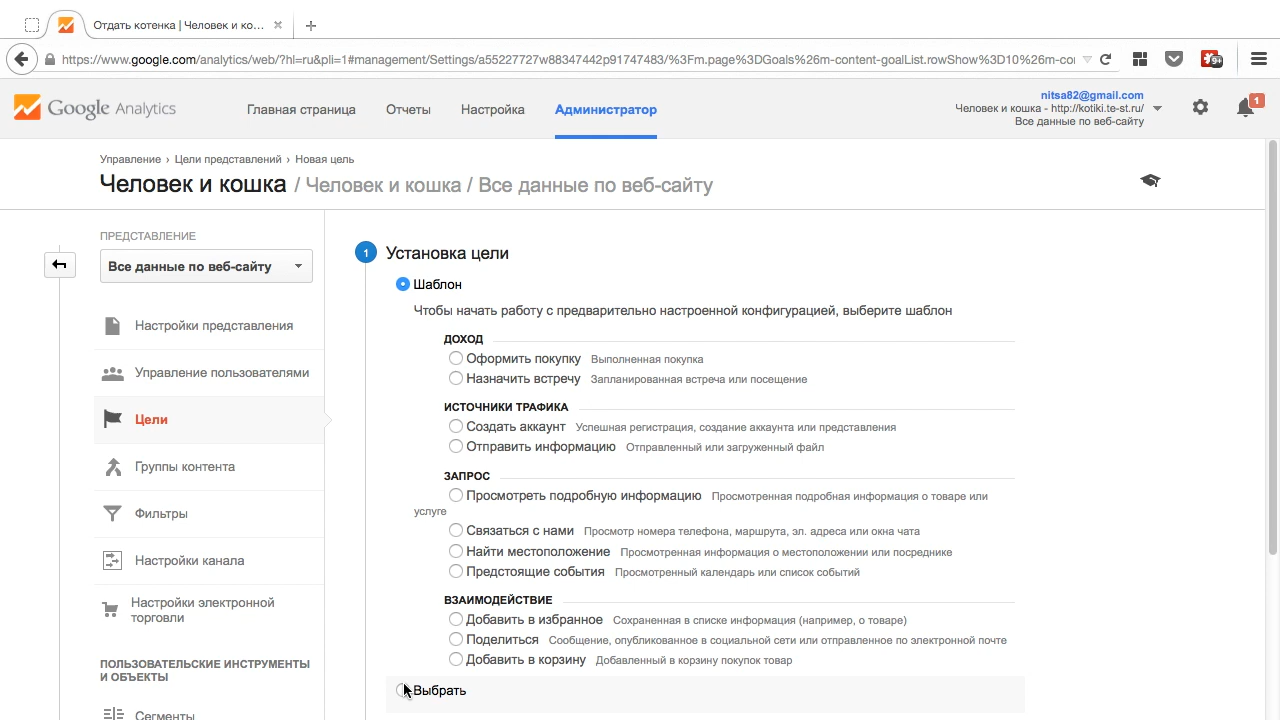 Отдать котенка | Человек и ко...
https://www.google.com/analytics/web/?hl=ru&pli=1#management/Settings/a55227727w88347442p91747483/%3Fm.page%3DGoals%26m-content-goalList.rowShow%3D10%26m-coı
9+
Google Analytics
Главная страница
Отчеты
Настройка
Администратор
nitsa82@gmail.com
Человек и кошка - http://kotiki.te-st.ru/
Все данные по веб-сайту
1
Управление › Цели представлений › Новая цель
Человек и кошка / Человек и кошка / Все данные по веб-сайту
ПРЕДСТАВЛЕНИЕ
Все данные по веб-сайту
Настройки представления
Управление пользователями
Цели
Группы контента
Фильтры
Настройки канала
Настройки электронной
торговли
ПОЛЬЗОВАТЕЛЬСКИЕ ИНСТРУМЕНТЫ
И ОБЪЕКТЫ
Сегменты
1 Установка цели
Шаблон
Чтобы начать работу с предварительно настроенной конфигурацией, выберите шаблон
ДОХОД
Оформить покупку Выполненная покупка
Назначить встречу Запланированная встреча или посещение
ИСТОЧНИКИ ТРАФИКА
Создать аккаунт Успешная регистрация, создание аккаунта или представления
Отправить информацию Отправленный или загруженный файл
ЗАПРОС
Просмотреть подробную информацию Просмотренная подробная информация о товаре или
услуге
Связаться с нами Просмотр номера телефона, маршрута, эл. адреса или окна чата
Найти местоположение Просмотренная информация о местоположении или посреднике
Предстоящие события Просмотренный календарь или список событий
ВЗАИМОДЕЙСТВИЕ
Добавить в избранное Сохраненная в списке информация (например, о товаре)
Поделиться Сообщение, опубликованное в социальной сети или отправленное по электронной почте
Добавить в корзину Добавленный в корзину покупок товар
Выбрать